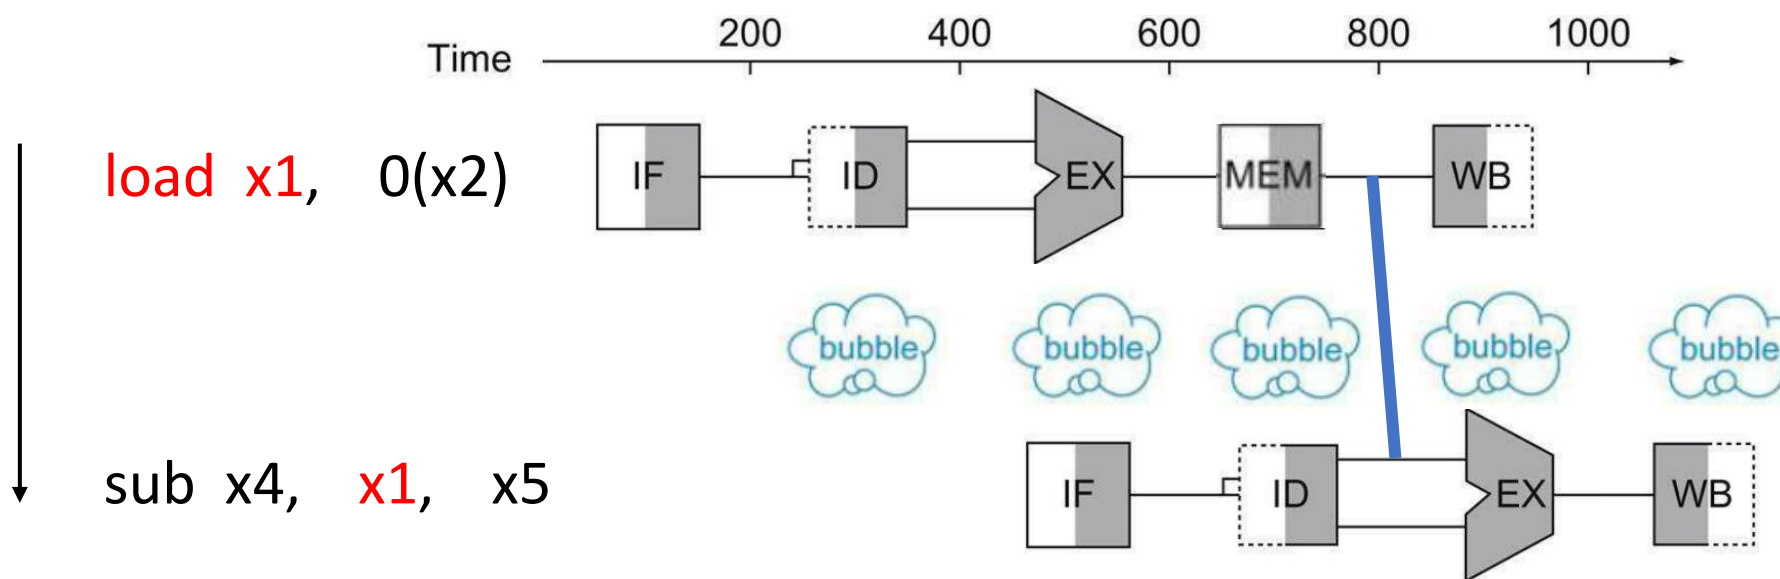 Time 200 400 600 800 1000
load x1, 0(x2) IF ID EX MEM WB
bubble bubble bubble bubble bubble
sub x4, x1, x5 IF ID EX WB